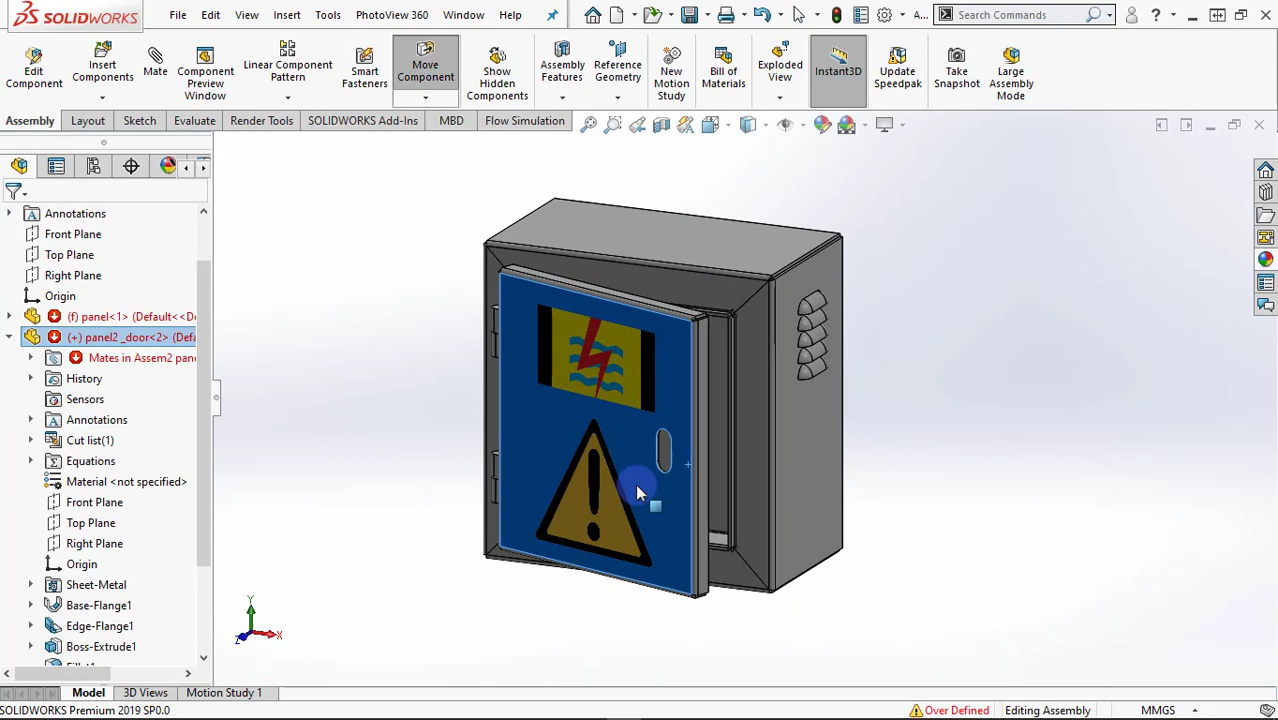 SOLIDWORKS
File Edit View Insert Tools PhotoView 360 Window Help
A...
Search Commands
Edit Component
Insert Components
Mate
Component Preview Window
Linear Component Pattern
Smart Fasteners
Move Component
Show Hidden Components
Assembly Features
Reference Geometry
New Motion Study
Bill of Materials
Exploded View
Instant3D
Update Speedpak
Take Snapshot
Large Assembly Mode
Assembly Layout Sketch Evaluate Render Tools SOLIDWORKS Add-Ins MBD Flow Simulation
Annotations
Front Plane
Top Plane
Right Plane
Origin
(f) panel<1> (Default<<De
(+) panel2 _door<2> (Defa
Mates in Assem2 pan
History
Sensors
Annotations
Cut list(1)
Equations
Material <not specified>
Front Plane
Top Plane
Right Plane
Origin
Sheet-Metal
Base-Flange1
Edge-Flange1
Boss-Extrude1
Y
X
Z
Model 3D Views Motion Study 1
SOLIDWORKS Premium 2019 SP0.0
Over Defined Editing Assembly MMGS